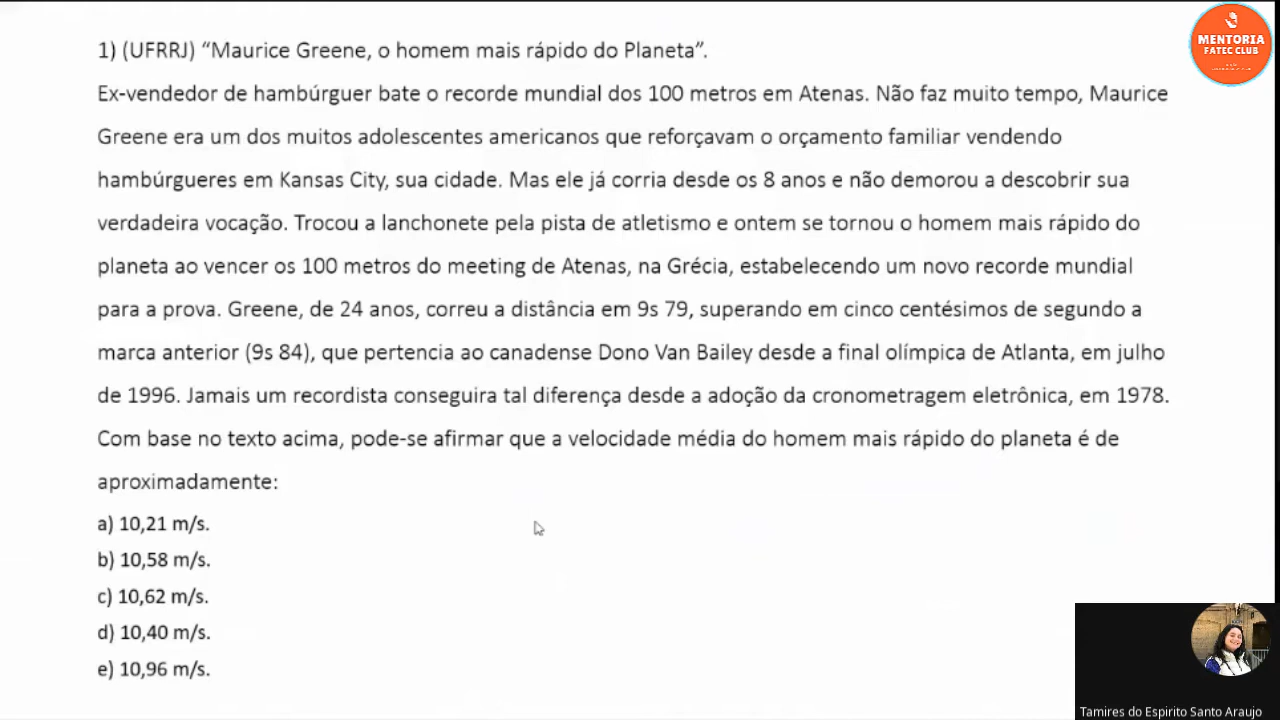 1) (UFRRJ) “Maurice Greene, o homem mais rápido do Planeta”.
Ex-vendedor de hambúrguer bate o recorde mundial dos 100 metros em Atenas. Não faz muito tempo, Maurice
Greene era um dos muitos adolescentes americanos que reforçavam o orçamento familiar vendendo
hambúrgueres em Kansas City, sua cidade. Mas ele já corria desde os 8 anos e não demorou a descobrir sua
verdadeira vocação. Trocou a lanchonete pela pista de atletismo e ontem se tornou o homem mais rápido do
planeta ao vencer os 100 metros do meeting de Atenas, na Grécia, estabelecendo um novo recorde mundial
para a prova. Greene, de 24 anos, correu a distância em 9s 79, superando em cinco centésimos de segundo a
marca anterior (9s 84), que pertencia ao canadense Dono Van Bailey desde a final olímpica de Atlanta, em julho
de 1996. Jamais um recordista conseguira tal diferença desde a adoção da cronometragem eletrônica, em 1978.
Com base no texto acima, pode-se afirmar que a velocidade média do homem mais rápido do planeta é de
aproximadamente:
a) 10,21 m/s.
b) 10,58 m/s.
c) 10,62 m/s.
d) 10,40 m/s.
e) 10,96 m/s.
MENTORIA
FATEC CLUB
Tamires do Espirito Santo Araujo